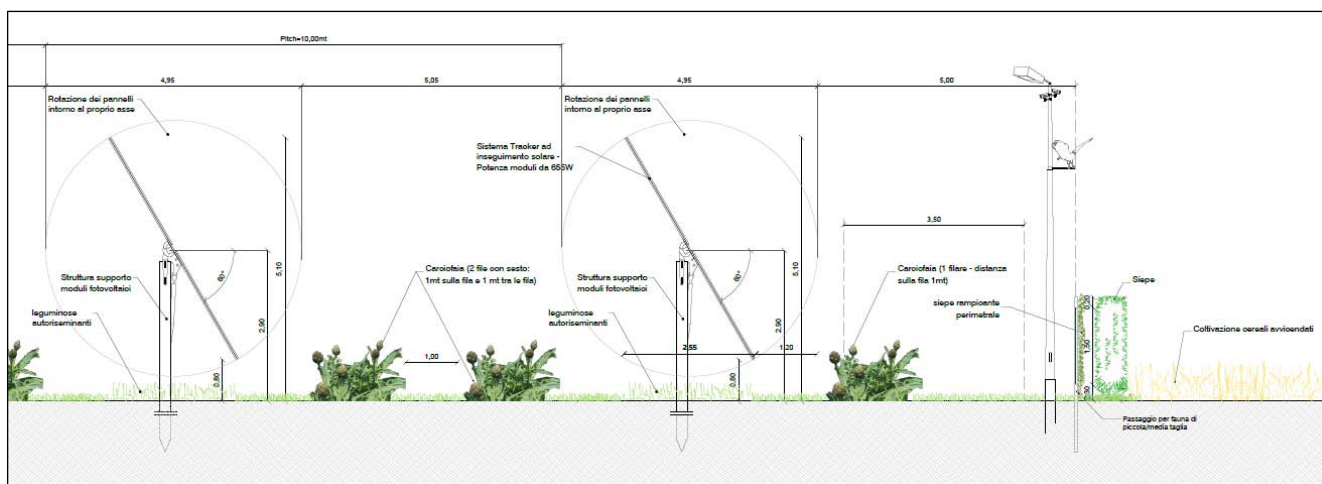 Pitch=10,00mt
4,95
5,05
4,95
5,00
Rotazione dei pannelli
intorno al proprio asse
Rotazione dei pannelli
intorno al proprio asse
Sistema Tracker ad
inseguimento solare -
Potenza moduli da 655W
3,50
60°
5,10
60°
5,10
Struttura supporto
moduli fotovoltaici
Carciofaia (2 file con sesto:
1mt sulla fila e 1 mt tra le fila)
Struttura supporto
moduli fotovoltaici
Carciofaia (1 filare - distanza
sulla fila 1mt)
Siepe
siepe rampicante
perimetrale
leguminose
autoriseminanti
2,90
leguminose
autoriseminanti
2,90
0,20
1,50
Coltivazione cereali avvicendati
1,00
2,55
1,20
0,80
0,80
0,30
Passaggio per fauna di
piccola/media taglia